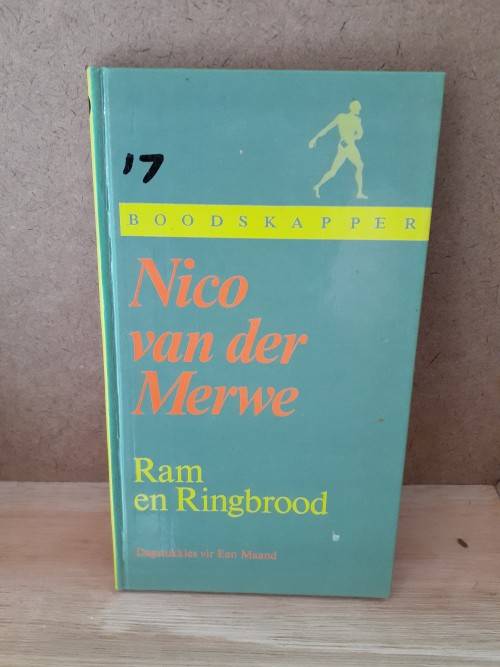 17
BOODSKAPPER
Nico
van der
Merwe
Ram
en Ringbrood
Dagstukkies vir Een Maand